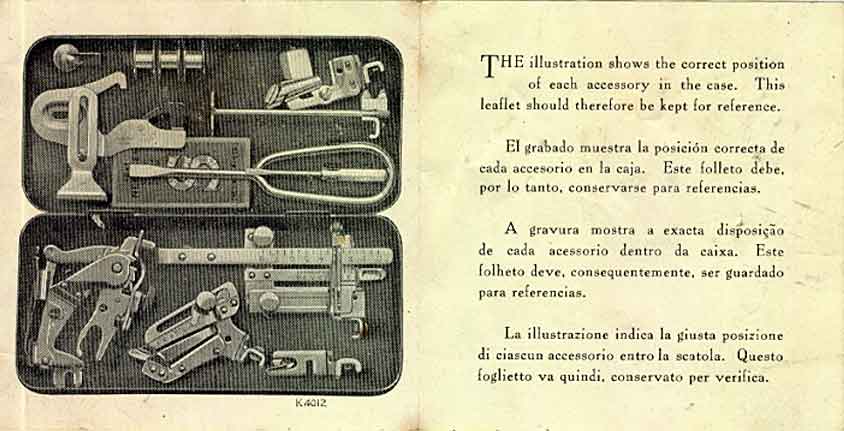 K4012
THE illustration shows the correct position
of each accessory in the case. This
leaflet should therefore be kept for reference.
El grabado muestra la posición correcta de
cada accesorio en la caja. Este folleto debe,
por lo tanto, conservarse para referencias.
A gravura mostra a exacta disposição
de cada acessorio dentro da caixa. Este
folheto deve, consequentemente, ser guardado
para referencias.
La illustrazione indica la giusta posizione
di ciascun accessorio entro la scatola. Questo
foglietto va quindi, conservato per verifica.